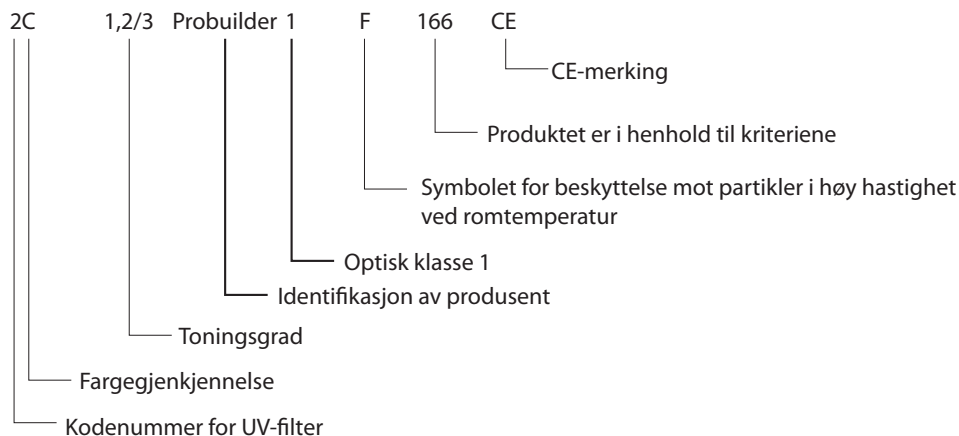 2C 1,2/3 Probuilder 1 F 166 CE
CE-merking
Produktet er i henhold til kriteriene
Symbolet for beskyttelse mot partikler i høy hastighet
ved romtemperatur
Optisk klasse 1
Identifikasjon av produsent
Toningsgrad
Fargegjenkjennelse
Kodenummer for UV-filter